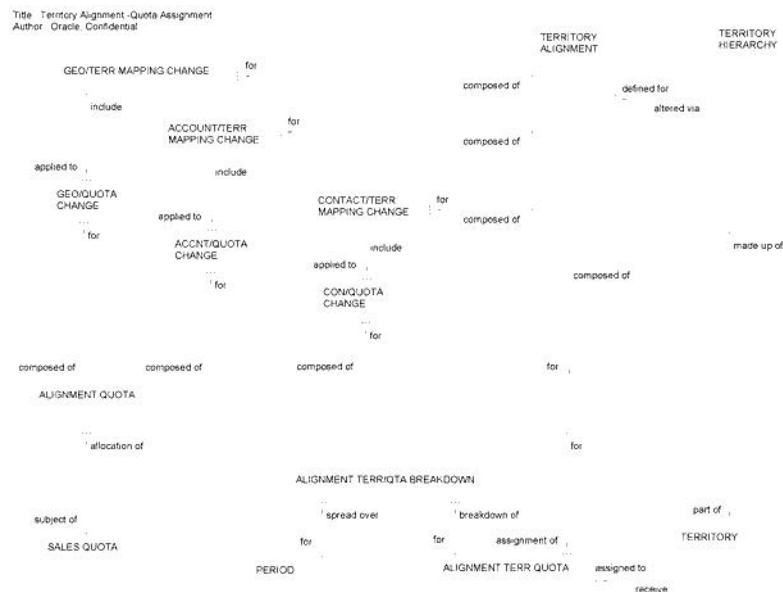 Title Territory Alignment -Quota Assignment
Author Oracle, Confidential
TERRITORY
ALIGNMENT
TERRITORY
HIERARCHY
GEO/TERR MAPPING CHANGE
for
composed of
defined for
include
altered via
ACCOUNT/TERR
MAPPING CHANGE
for
composed of
applied to
include
GEO/QUOTA
CHANGE
CONTACT/TERR
MAPPING CHANGE
for
applied to
composed of
for
ACCNT/QUOTA
CHANGE
include
made up of
applied to
composed of
for
CON/QUOTA
CHANGE
for
composed of
composed of
composed of
for
ALIGNMENT QUOTA
allocation of
for
ALIGNMENT TERR/QTA BREAKDOWN
subject of
spread over
breakdown of
part of
SALES QUOTA
for
for
assignment of
TERRITORY
PERIOD
ALIGNMENT TERR QUOTA
assigned to
receive